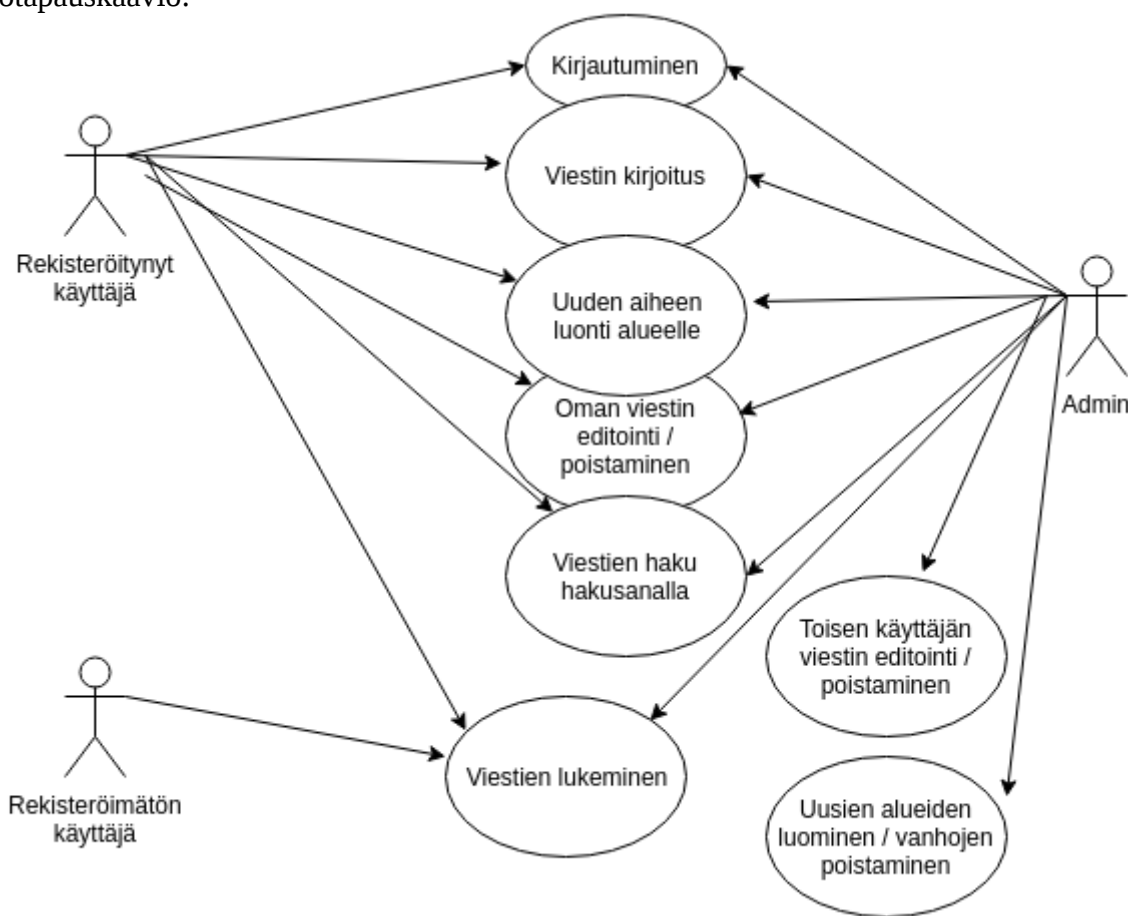 Kirjautuminen
Viestin kirjoitus
Rekisteröitynyt
käyttäjä
Uuden aiheen
luonti alueelle
Admin
Oman viestin
editointi /
poistaminen
Viestien haku
hakusanalla
Toisen käyttäjän
viestin editointi /
poistaminen
Viestien lukeminen
Rekisteröimätön
käyttäjä
Uusien alueiden
luominen / vanhojen
poistaminen